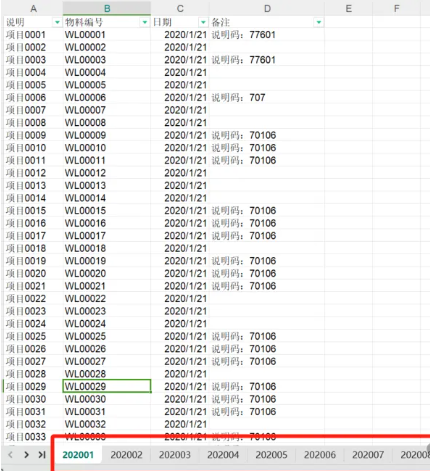 A B C D E F
说明 物料编号 日期 备注
项目0001 WL00001 2020/1/21 说明码：77601
项目0002 WL00002 2020/1/21
项目0003 WL00003 2020/1/21 说明码：77601
项目0004 WL00004 2020/1/21
项目0005 WL00005 2020/1/21
项目0006 WL00006 2020/1/21 说明码：707
项目0007 WL00007 2020/1/21
项目0008 WL00008 2020/1/21
项目0009 WL00009 2020/1/21 说明码：70106
项目0010 WL00010 2020/1/21 说明码：70106
项目0011 WL00011 2020/1/21 说明码：70106
项目0012 WL00012 2020/1/21
项目0013 WL00013 2020/1/21
项目0014 WL00014 2020/1/21
项目0015 WL00015 2020/1/21 说明码：70106
项目0016 WL00016 2020/1/21 说明码：70106
项目0017 WL00017 2020/1/21 说明码：70106
项目0018 WL00018 2020/1/21
项目0019 WL00019 2020/1/21 说明码：70106
项目0020 WL00020 2020/1/21 说明码：70106
项目0021 WL00021 2020/1/21 说明码：70106
项目0022 WL00022 2020/1/21
项目0023 WL00023 2020/1/21
项目0024 WL00024 2020/1/21
项目0025 WL00025 2020/1/21 说明码：70106
项目0026 WL00026 2020/1/21 说明码：70106
项目0027 WL00027 2020/1/21 说明码：70106
项目0028 WL00028 2020/1/21
项目0029 WL00029 2020/1/21 说明码：70106
项目0030 WL00030 2020/1/21 说明码：70106
项目0031 WL00031 2020/1/21 说明码：70106
项目0032 WL00032 2020/1/21
项目0033 WL00033 2020/1/21 说明码：70106
202001 202002 202003 202004 202005 202006 202007 202008